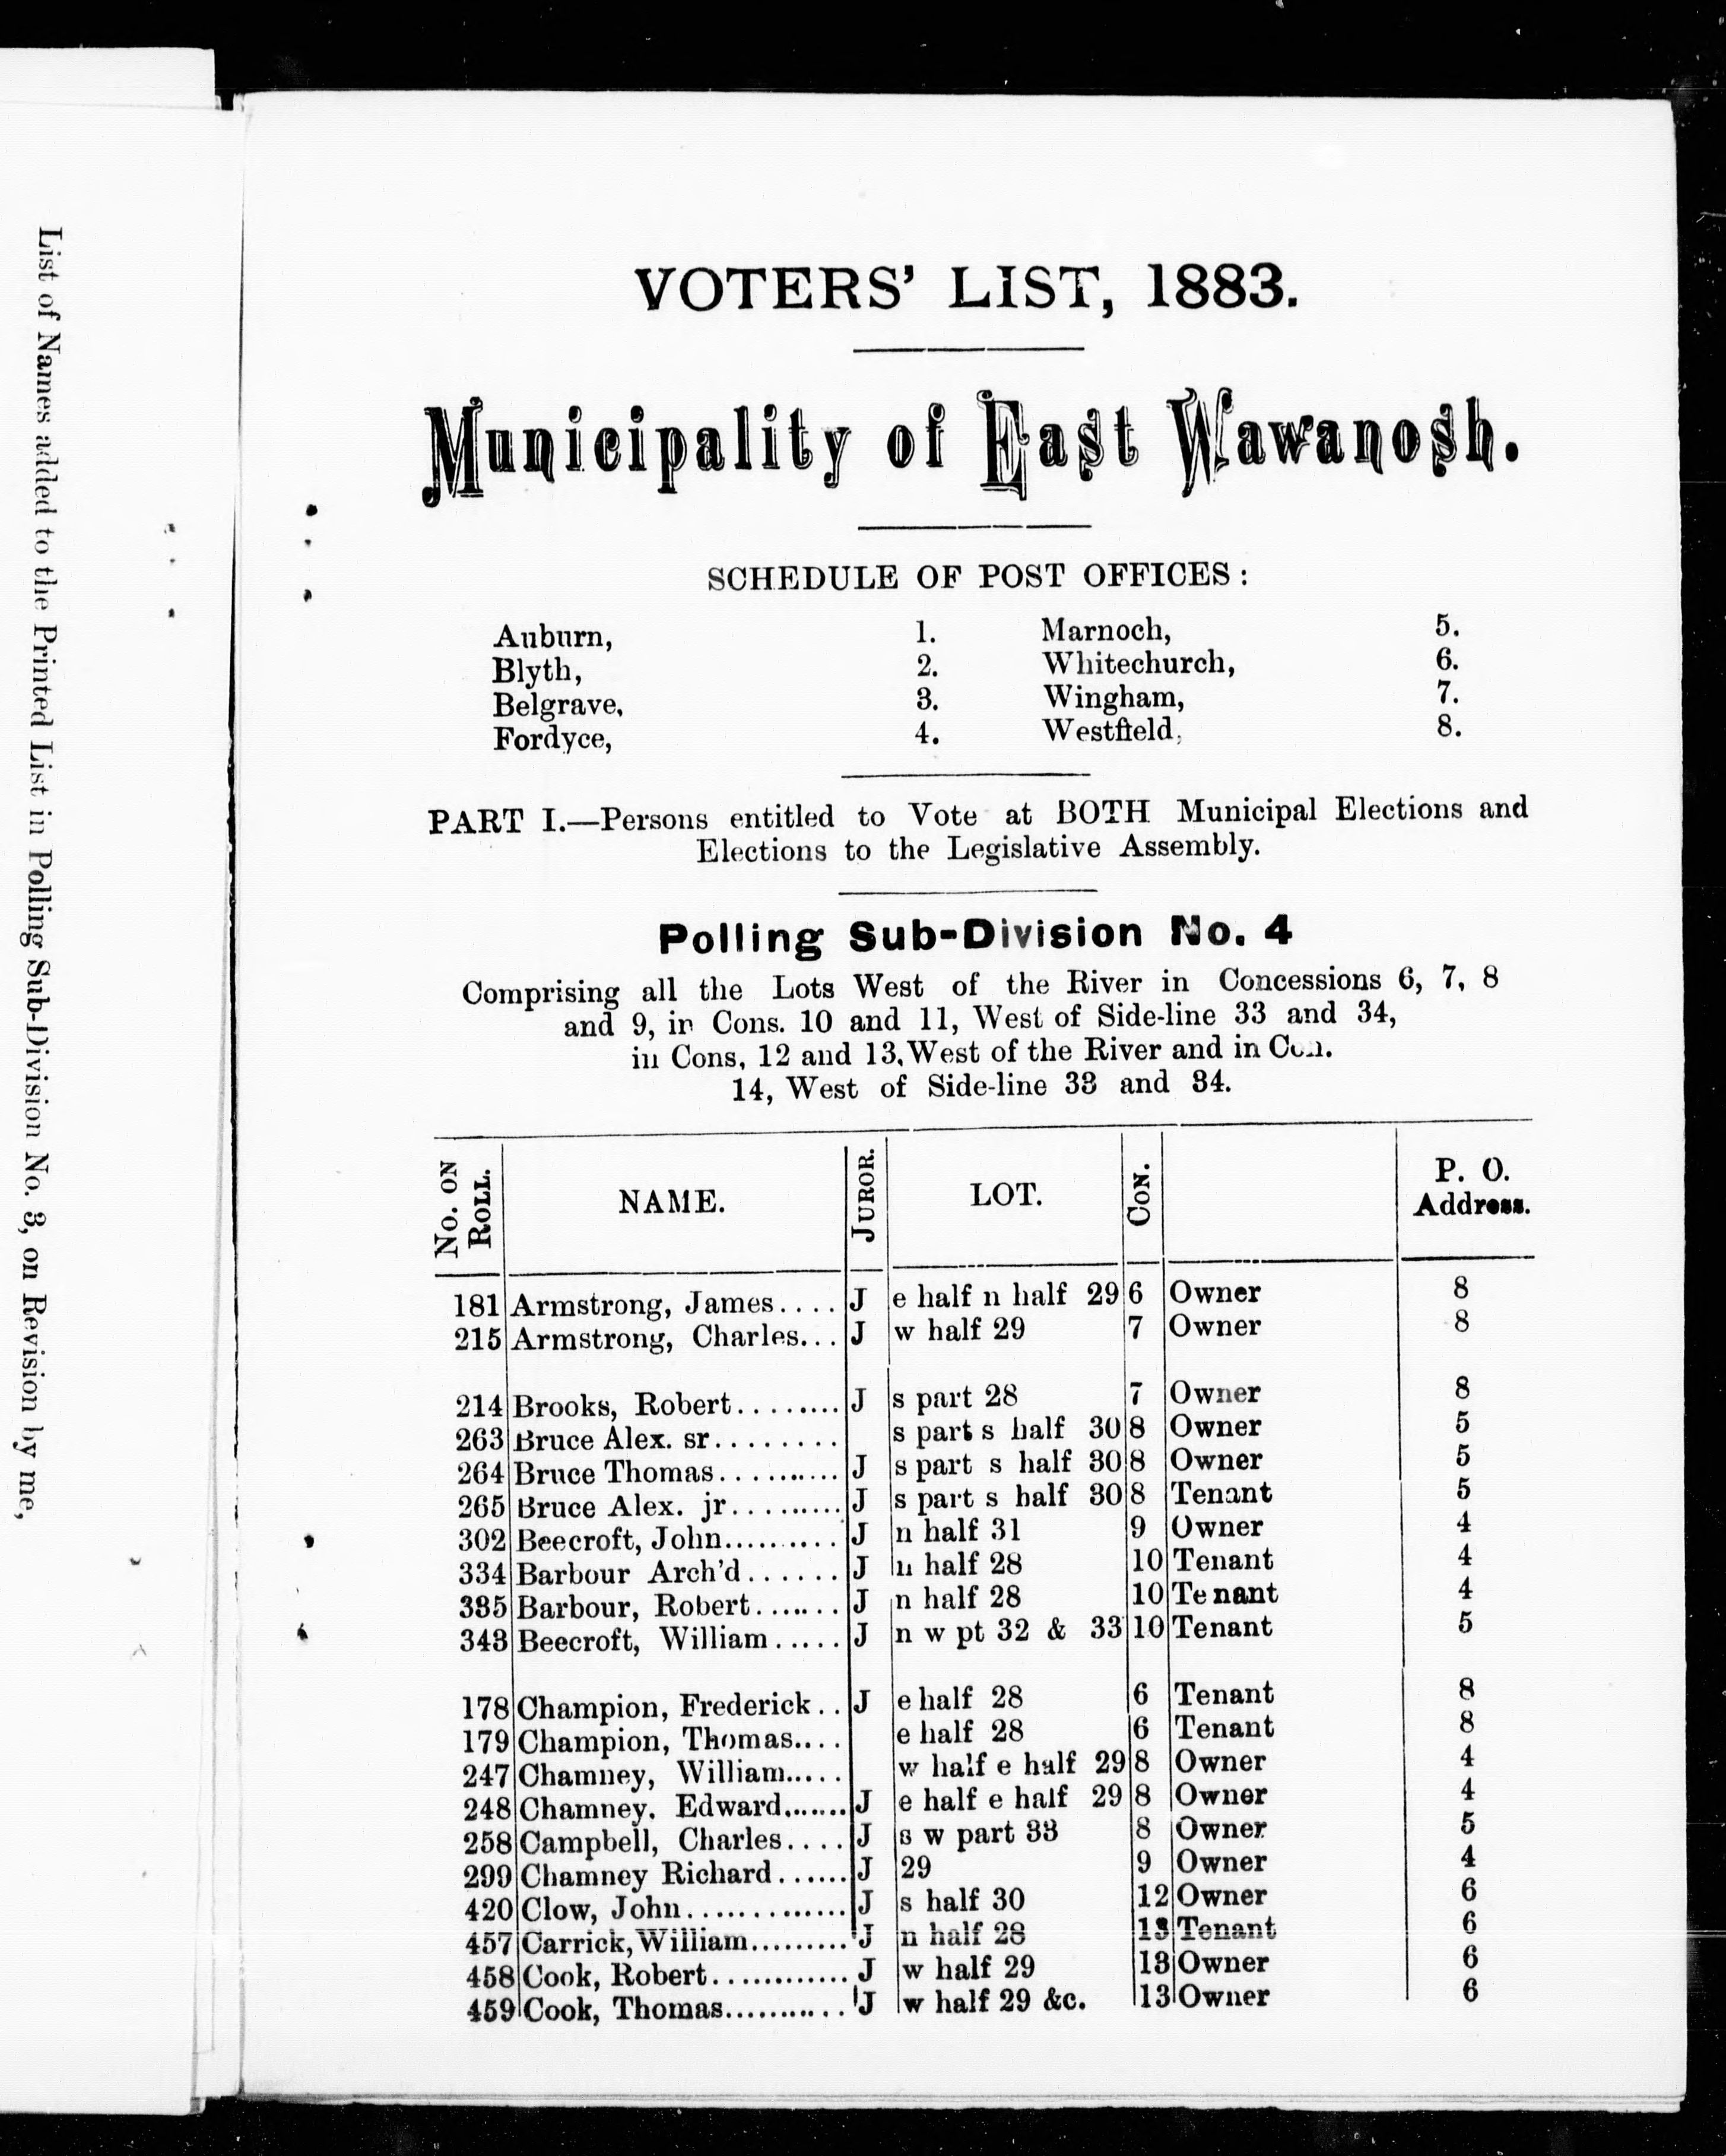 List of Names added to the Printed List in Polling Sub-Division No. 3, on Revision by me,
VOTERS' LIST, 1883.
Municipality of East Wawanosh.
SCHEDULE OF POST OFFICES:
Auburn, 1. Marnoch, 5.
Blyth, 2. Whitechurch, 6.
Belgrave, 3. Wingham, 7.
Fordyce, 4. Westfield, 8.
PART I.—Persons entitled to Vote at BOTH Municipal Elections and
Elections to the Legislative Assembly.
Polling Sub-Division No. 4
Comprising all the Lots West of the River in Concessions 6, 7, 8
and 9, in Cons. 10 and 11, West of Side-line 33 and 34,
in Cons, 12 and 13, West of the River and in Con.
14, West of Side-line 33 and 34.
No. ON ROLL. NAME. JUROR. LOT. CON. P. O. Address.
181 Armstrong, James.... J e half n half 29 6 Owner 8
215 Armstrong, Charles... J w half 29 7 Owner 8
214 Brooks, Robert......... J s part 28 7 Owner 8
263 Bruce Alex. sr........ s part s half 30 8 Owner 5
264 Bruce Thomas.......... J s part s half 30 8 Owner 5
265 Bruce Alex. jr.......... J s part s half 30 8 Tenant 5
302 Beecroft, John.......... J n half 31 9 Owner 4
334 Barbour Arch'd...... J n half 28 10 Tenant 4
335 Barbour, Robert....... J n half 28 10 Tenant 4
343 Beecroft, William..... J n w pt 32 & 33 10 Tenant 5
178 Champion, Frederick.. J e half 28 6 Tenant 8
179 Champion, Thomas.... e half 28 6 Tenant 8
247 Chamney, William..... w half e half 29 8 Owner 4
248 Chamney. Edward....... J e half e half 29 8 Owner 4
258 Campbell, Charles.... J s w part 33 8 Owner 5
299 Chamney Richard...... J 29 9 Owner 4
420 Clow, John.............. J s half 30 12 Owner 6
457 Carrick, William......... J n half 28 13 Tenant 6
458 Cook, Robert............. J w half 29 13 Owner 6
459 Cook, Thomas........... J w half 29 &c. 13 Owner 6